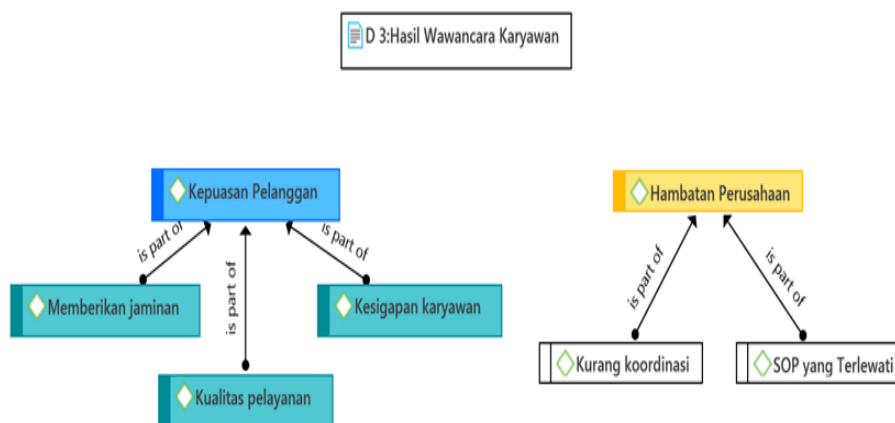 D 3:Hasil Wawancara Karyawan
Kepuasan Pelanggan
Hambatan Perusahaan
is part of
is part of
is part of
is part of
is part of
Memberikan jaminan
Kesigapan karyawan
Kurang koordinasi
SOP yang Terlewati
Kualitas pelayanan